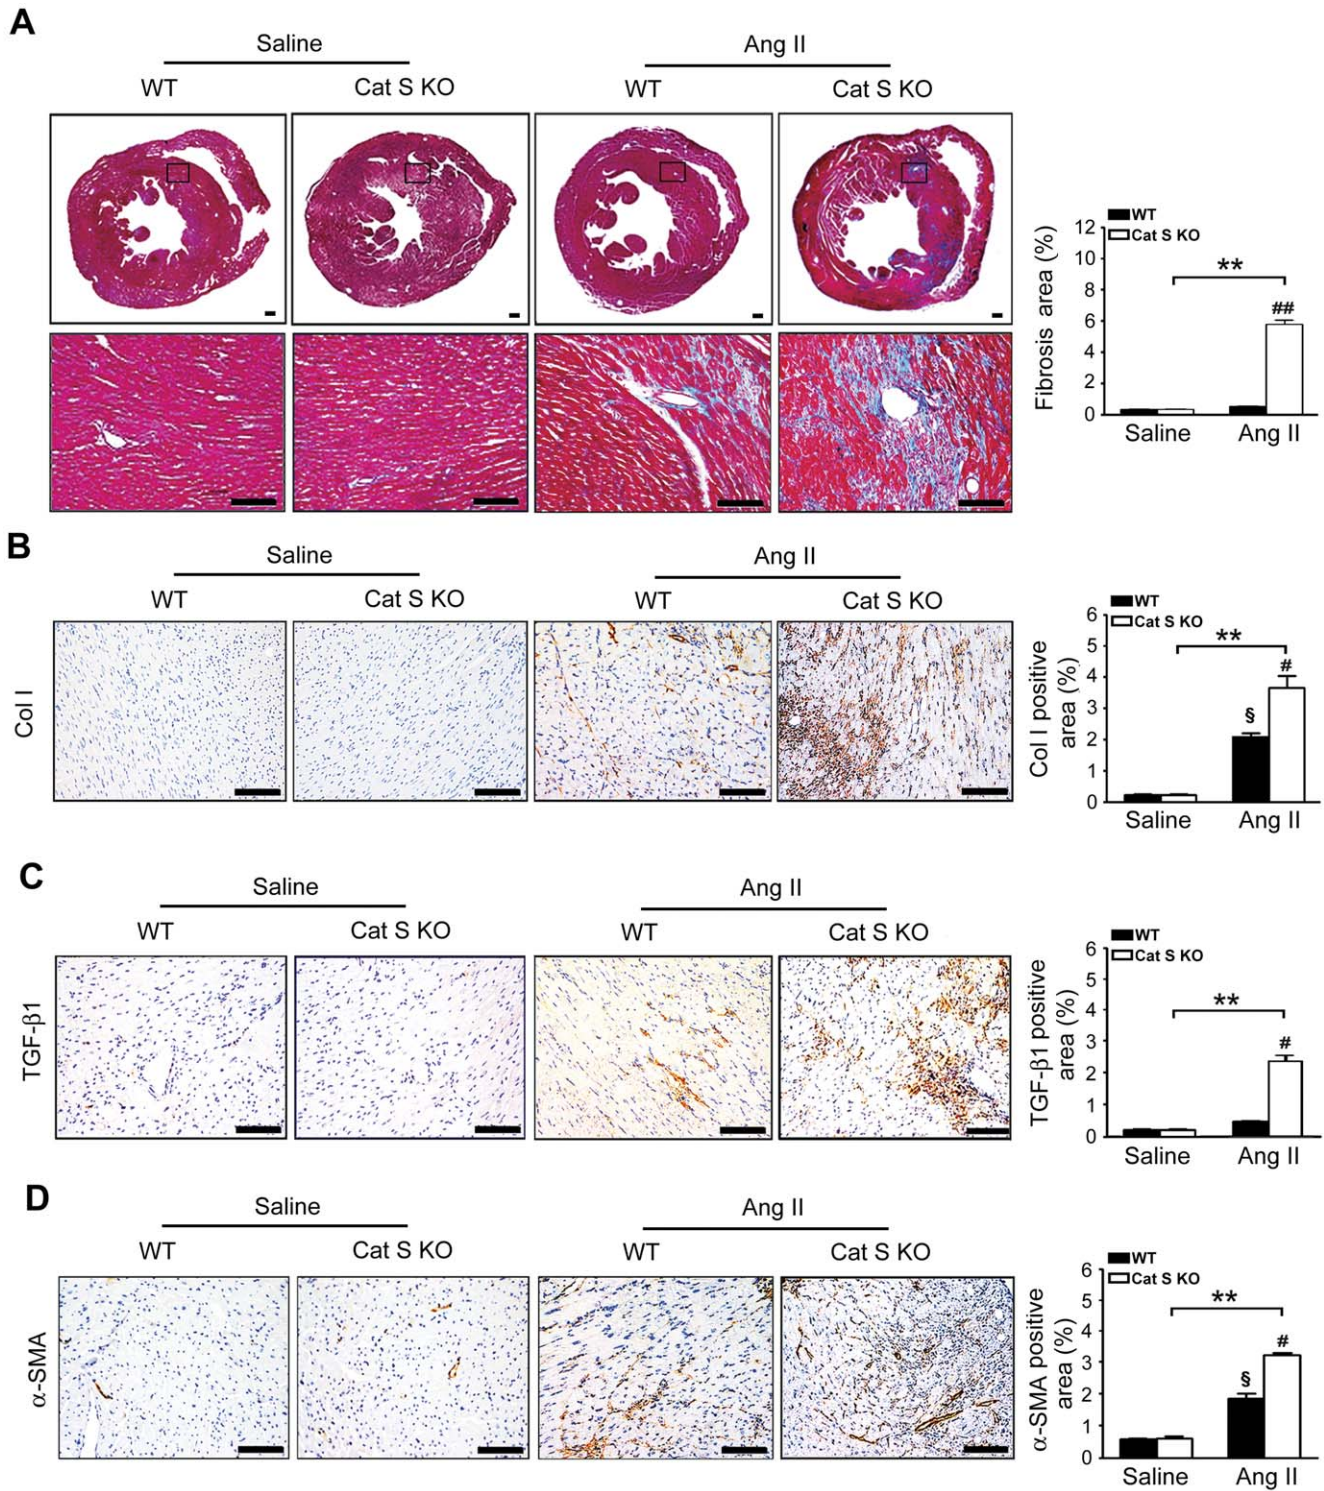 A
Saline
Ang II
WT
Cat S KO
WT
Cat S KO
WT
Cat S KO
Fibrosis area (%)
12
10
8
6
4
2
0
**
##
Saline
Ang II
B
Saline
Ang II
WT
Cat S KO
WT
Cat S KO
Col I
WT
Cat S KO
Col I positive
area (%)
6
5
4
3
2
1
0
**
#
§
Saline
Ang II
C
Saline
Ang II
WT
Cat S KO
WT
Cat S KO
TGF-β1
WT
Cat S KO
TGF-β1 positive
area (%)
6
5
4
3
2
1
0
**
#
Saline
Ang II
D
Saline
Ang II
WT
Cat S KO
WT
Cat S KO
α-SMA
WT
Cat S KO
α-SMA positive
area (%)
6
5
4
3
2
1
0
**
#
§
Saline
Ang II